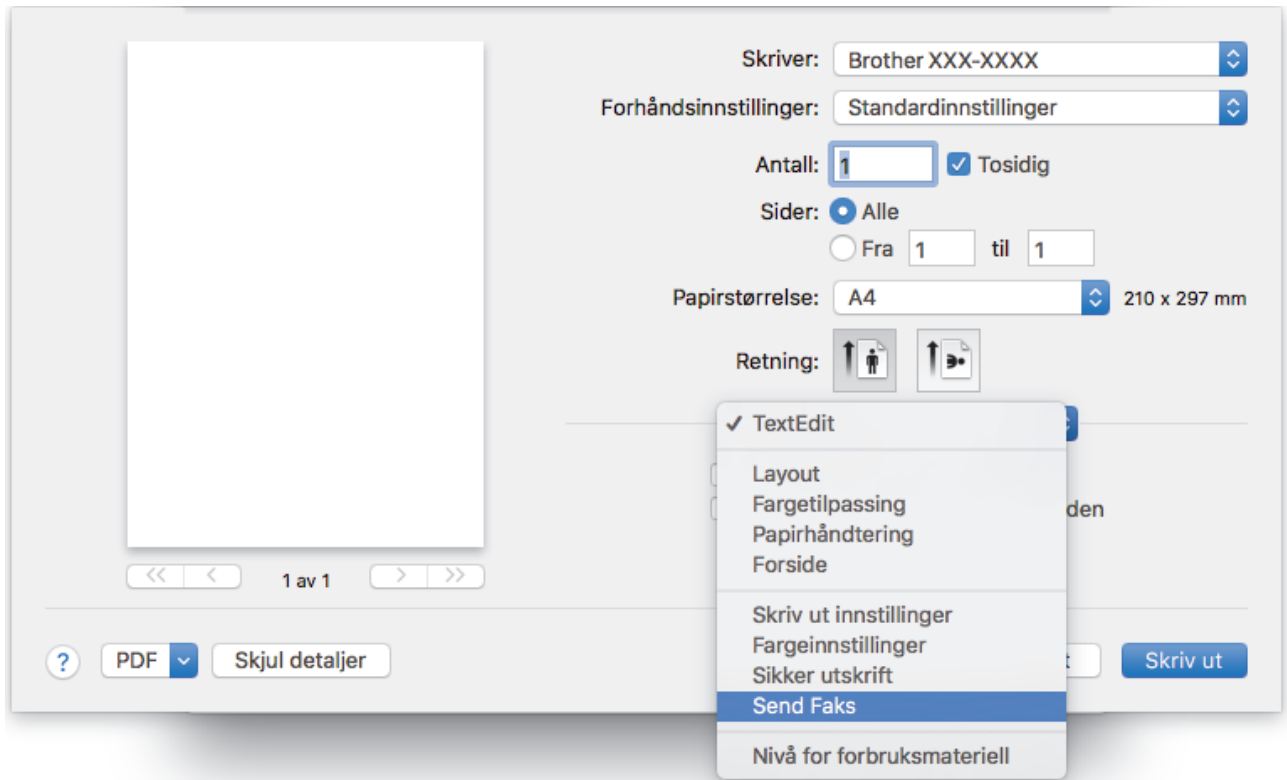 Skriver: Brother XXX-XXXX
Forhåndsinnstillinger: Standardinnstillinger
Antall: 1 Tosidig
Sider: Alle
Fra 1 til 1
Papirstørrelse: A4 210 x 297 mm
Retning:
TextEdit
Layout
Fargetilpassing
den
Papirhåndtering
Forside
1 av 1
Skriv ut innstillinger
Fargeinnstillinger
Sikker utskrift
Send Faks
Nivå for forbruksmateriell
? PDF Skjul detaljer t Skriv ut